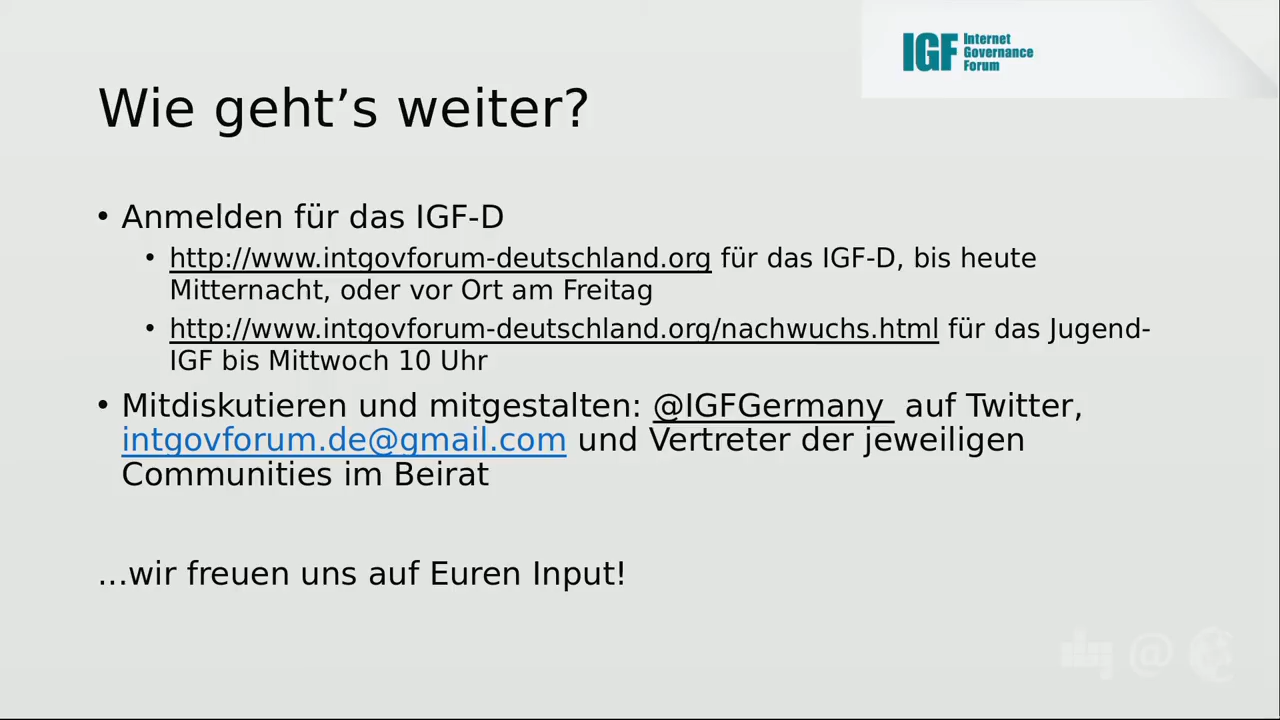 IGF Internet
Governance
Forum
Wie geht’s weiter?
• Anmelden für das IGF-D
• http://www.intgovforum-deutschland.org für das IGF-D, bis heute
Mitternacht, oder vor Ort am Freitag
• http://www.intgovforum-deutschland.org/nachwuchs.html für das Jugend-
IGF bis Mittwoch 10 Uhr
• Mitdiskutieren und mitgestalten: @IGFGermany auf Twitter,
intgovforum.de@gmail.com und Vertreter der jeweiligen
Communities im Beirat
...wir freuen uns auf Euren Input!